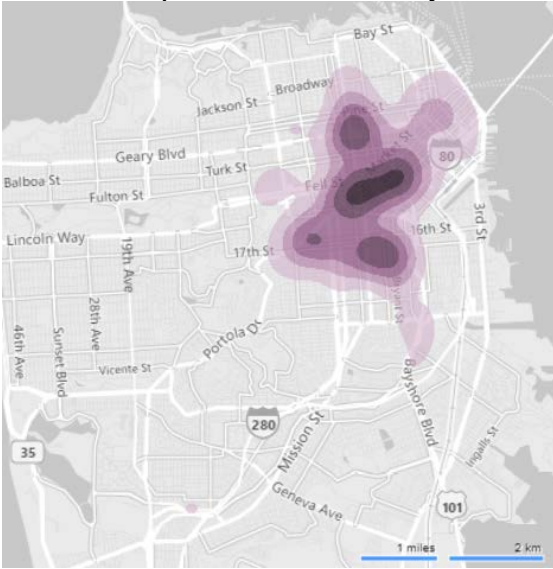 Bay St
Broadway
Jackson St
Geary Blvd
80
Turk St
Balboa St
Fell St
Fulton St
3rd St
Lincoln Way
16th St
17th St
19th Ave
28th Ave
46th Ave
Sunset Blvd
Portola Dr
Vicente St
Bayshore Blvd
280
Mission St
35
Ingalls St
Geneva Ave
101
1 miles
2 km